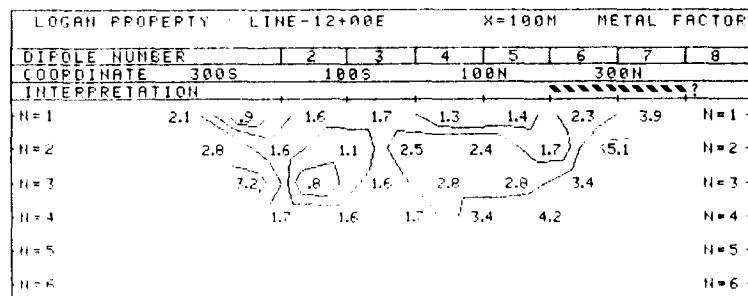 LOGAN PROPERTY LINE-12+00E X=100M METAL FACTOR
DIPOLE NUMBER 2 3 4 5 6 7 8
COORDINATE 300S 100S 100N 300N
INTERPRETATION ?
N=1 2.1 .9 1.6 1.7 1.3 1.4 2.3 3.9 N=1
N=2 2.8 1.6 1.1 2.5 2.4 1.7 5.1 N=2
N=3 3.2 .8 1.6 2.8 2.8 3.4 N=3
N=4 1.7 1.6 1.7 3.4 4.2 N=4
N=5 N=5
N=6 N=6